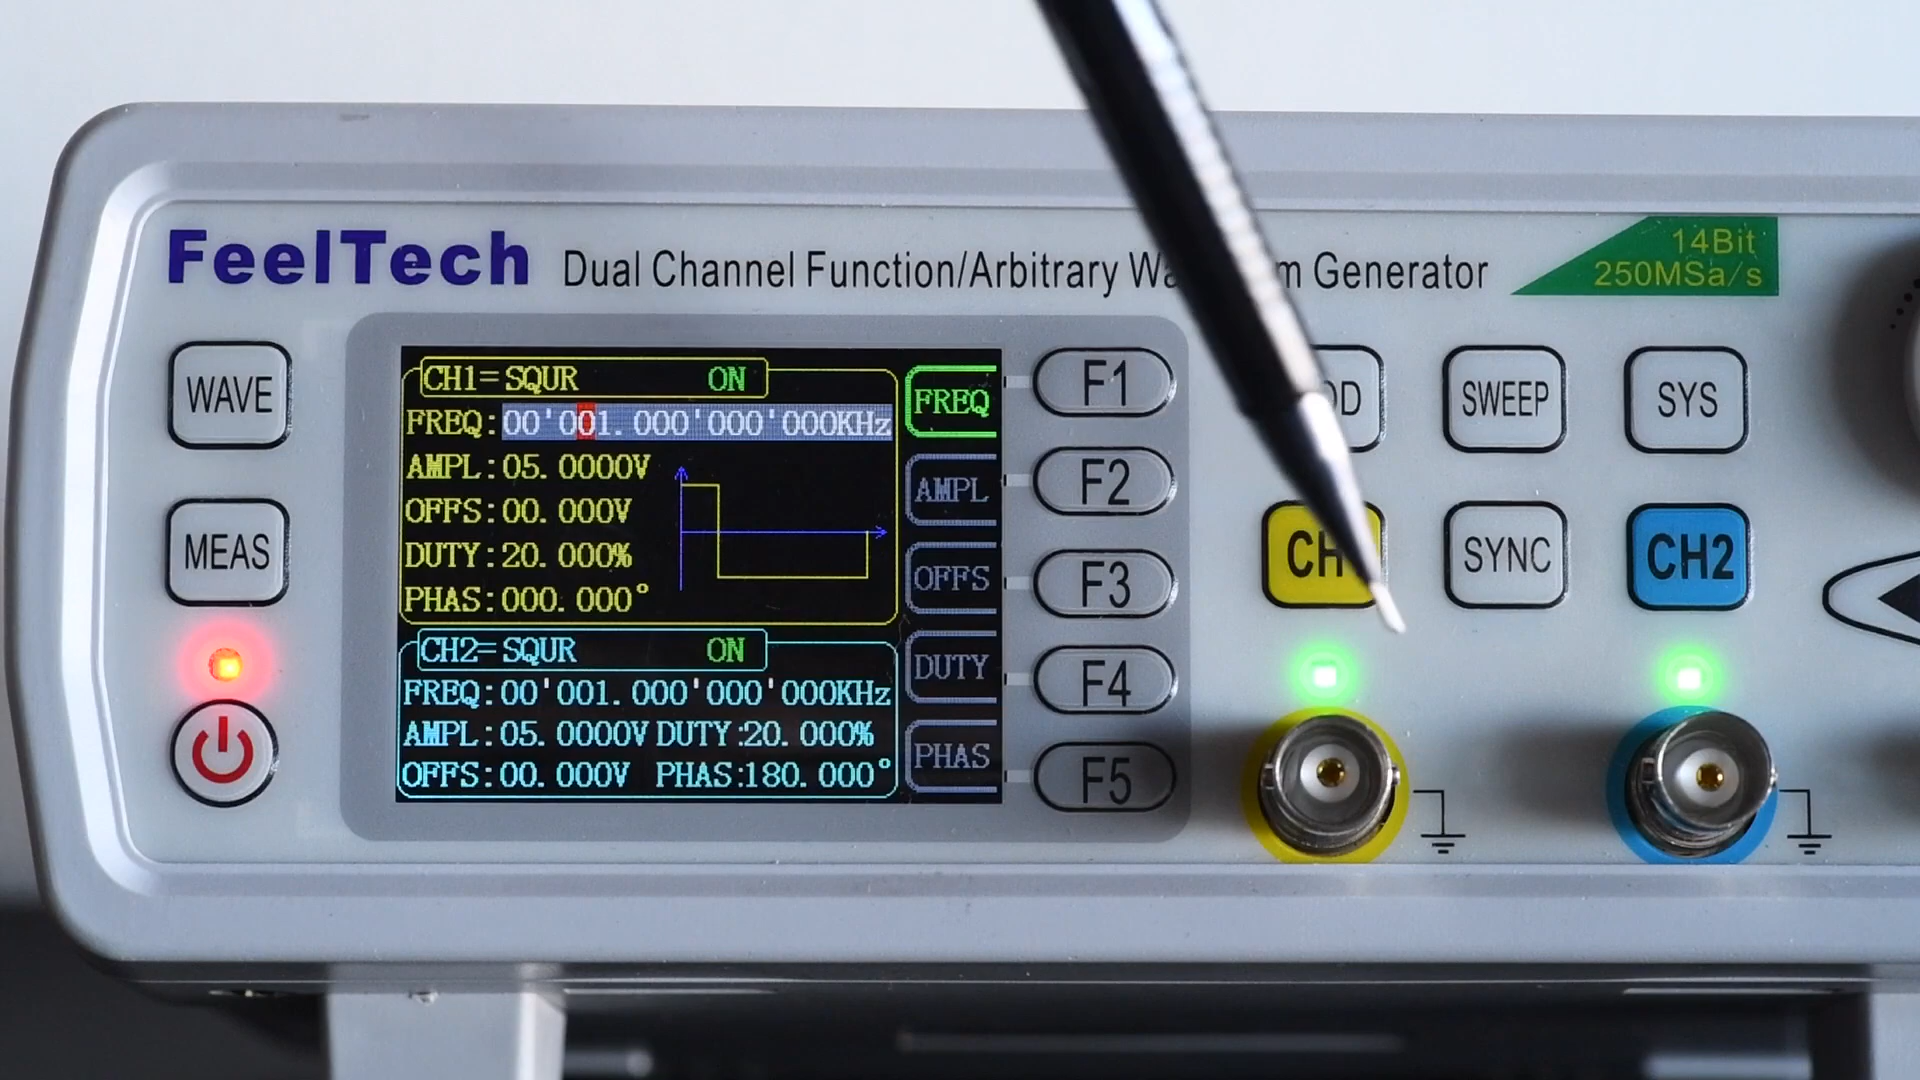 FeelTech Dual Channel Function/Arbitrary Generator
14Bit
250MSa/s
WAVE
MEAS
CH1=SQUR ON
FREQ:00'001.000'000'000KHz
AMPL:05.0000V
OFFS:00.000V
DUTY:20.000%
PHAS:000.000°
CH2=SQUR ON
FREQ:00'001.000'000'000KHz
AMPL:05.0000V DUTY:20.000%
OFFS:00.000V PHAS:180.000°
FREQ
AMPL
OFFS
DUTY
PHAS
F1
F2
F3
F4
F5
SWEEP
SYS
SYNC
CH2